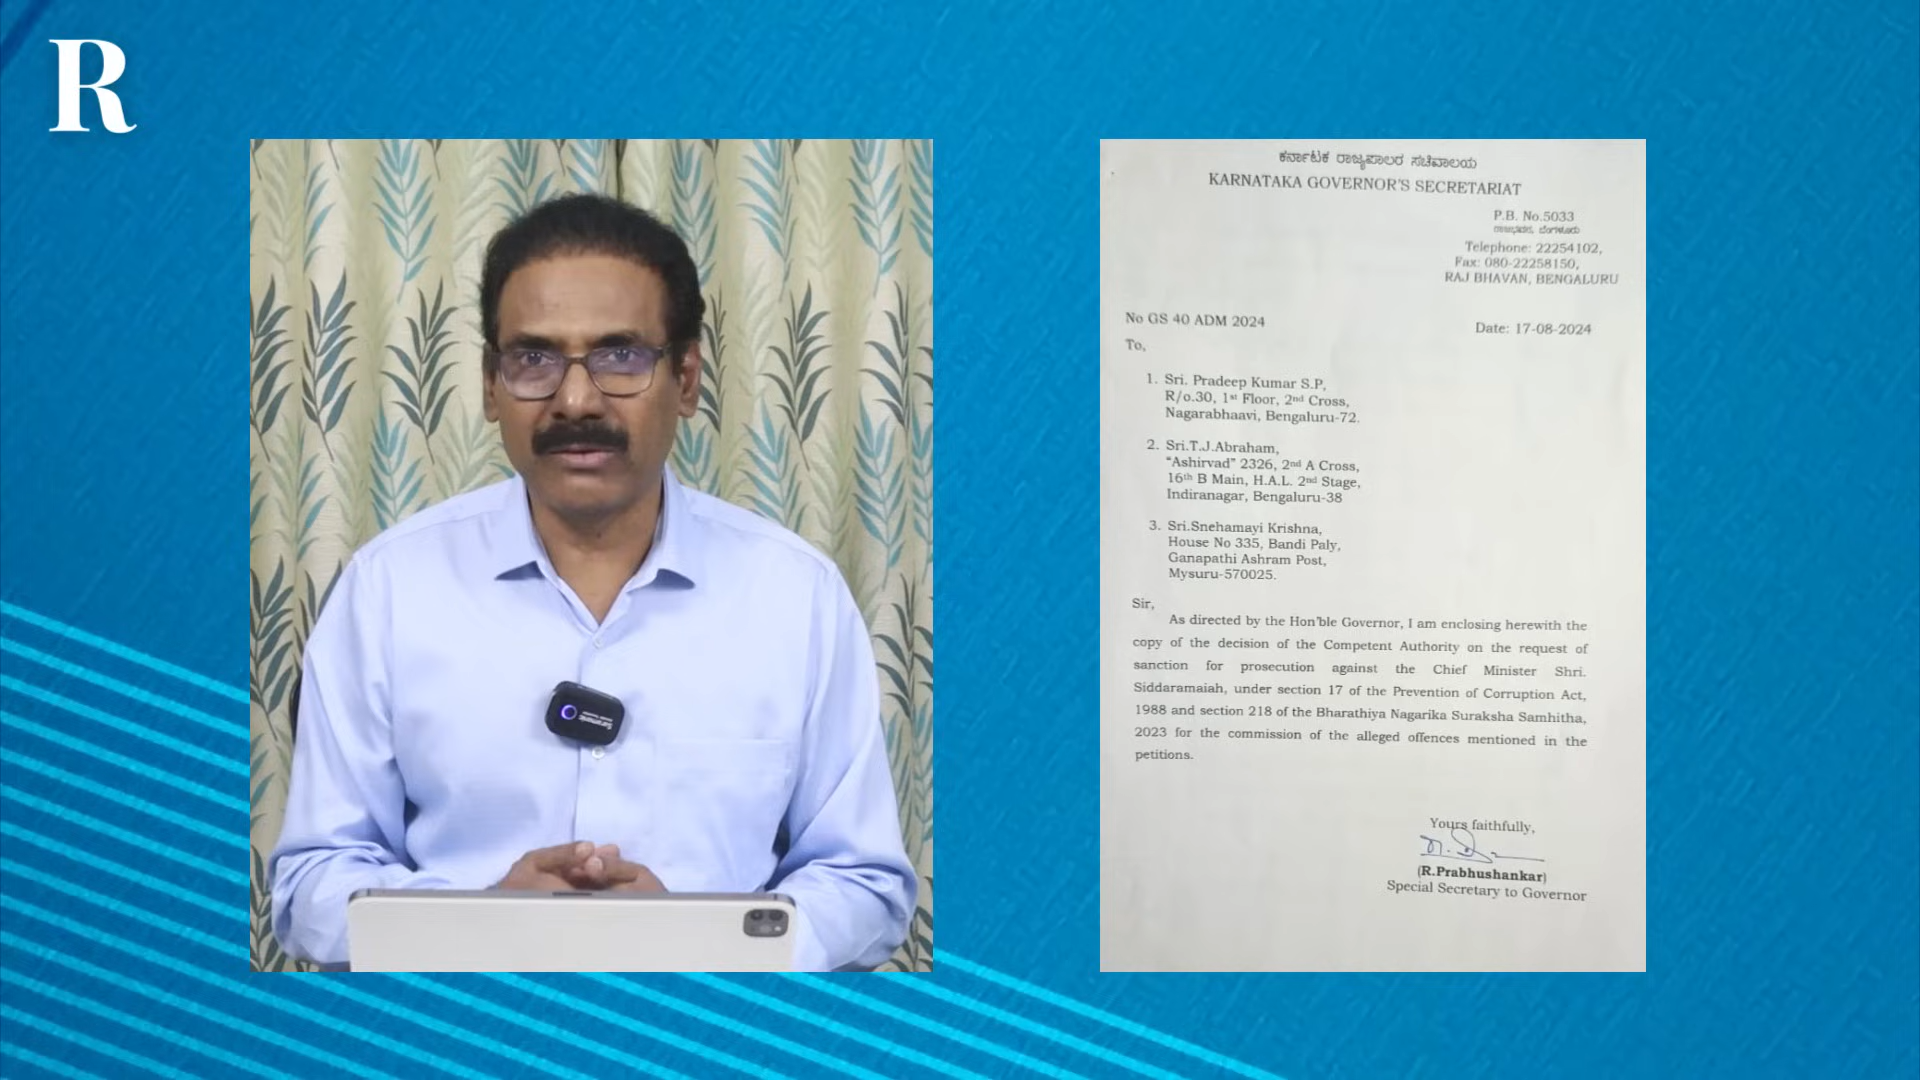 R
Saramonic
ಕರ್ನಾಟಕ ರಾಜ್ಯಪಾಲರ ಸಚಿವಾಲಯ
KARNATAKA GOVERNOR'S SECRETARIAT
P.B. No.5033
ರಾಜಭವನ, ಬೆಂಗಳೂರು
Telephone: 22254102,
Fax: 080-22258150,
RAJ BHAVAN, BENGALURU
No GS 40 ADM 2024
Date: 17-08-2024
To,
1. Sri. Pradeep Kumar S.P,
R/o.30, 1st Floor, 2nd Cross,
Nagarabhaavi, Bengaluru-72.
2. Sri.T.J.Abraham,
“Ashirvad” 2326, 2nd A Cross,
16th B Main, H.A.L. 2nd Stage,
Indiranagar, Bengaluru-38
3. Sri.Snehamayi Krishna,
House No 335, Bandi Paly,
Ganapathi Ashram Post,
Mysuru-570025.
Sir,
As directed by the Hon'ble Governor, I am enclosing herewith the
copy of the decision of the Competent Authority on the request of
sanction for prosecution against the Chief Minister Shri.
Siddaramaiah, under section 17 of the Prevention of Corruption Act,
1988 and section 218 of the Bharathiya Nagarika Suraksha Samhitha,
2023 for the commission of the alleged offences mentioned in the
petitions.
Yours faithfully,
(R.Prabhushankar)
Special Secretary to Governor